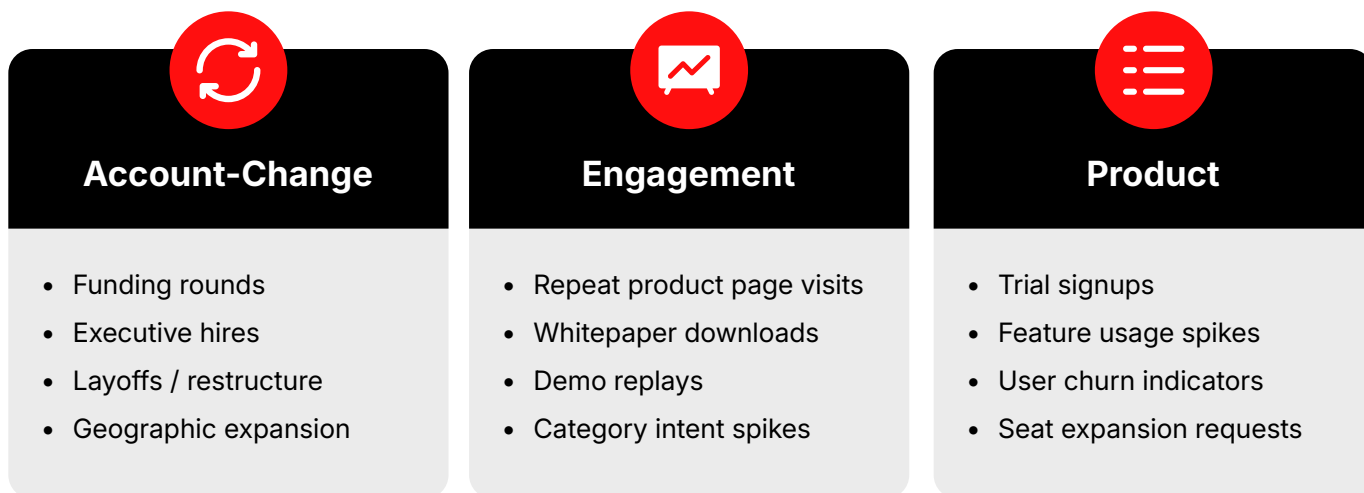 Account-Change
• Funding rounds
• Executive hires
• Layoffs / restructure
• Geographic expansion
Engagement
• Repeat product page visits
• Whitepaper downloads
• Demo replays
• Category intent spikes
Product
• Trial signups
• Feature usage spikes
• User churn indicators
• Seat expansion requests